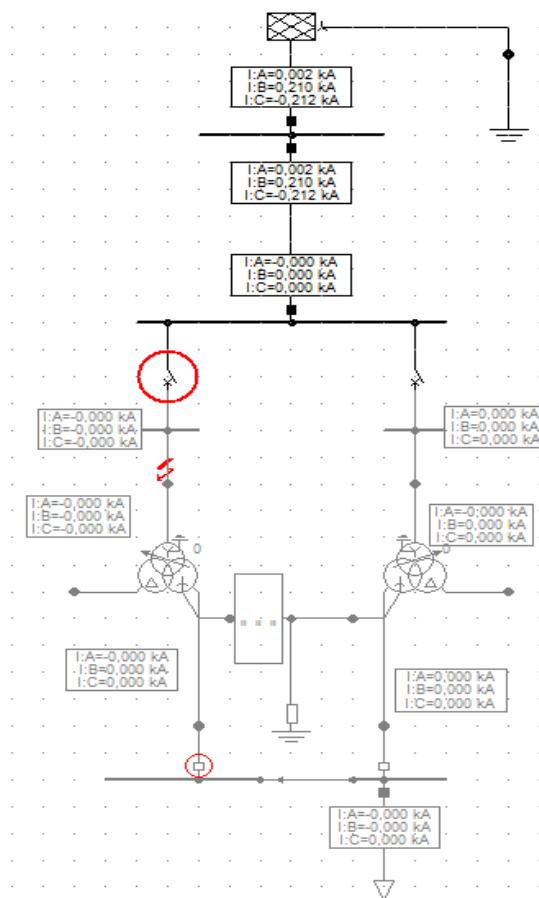 I:A=0,002 kA
I:B=0,210 kA
I:C=-0,212 kA
I:A=0,002 kA
I:B=0,210 kA
I:C=-0,212 kA
I:A=-0,000 kA
I:B=0,000 kA
I:C=0,000 kA
I:A=-0,000 kA
I:B=-0,000 kA
I:C=-0,000 kA
I:A=0,000 kA
I:B=0,000 kA
I:C=0,000 kA
I:A=-0,000 kA
I:B=-0,000 kA
I:C=-0,000 kA
0
I:A=-0,000 kA
I:B=0,000 kA
I:C=0,000 kA
0
I:A=-0,000 kA
I:B=0,000 kA
I:C=0,000 kA
I:A=0,000 kA
I:B=0,000 kA
I:C=0,000 kA
I:A=-0,000 kA
I:B=-0,000 kA
I:C=0,000 kA